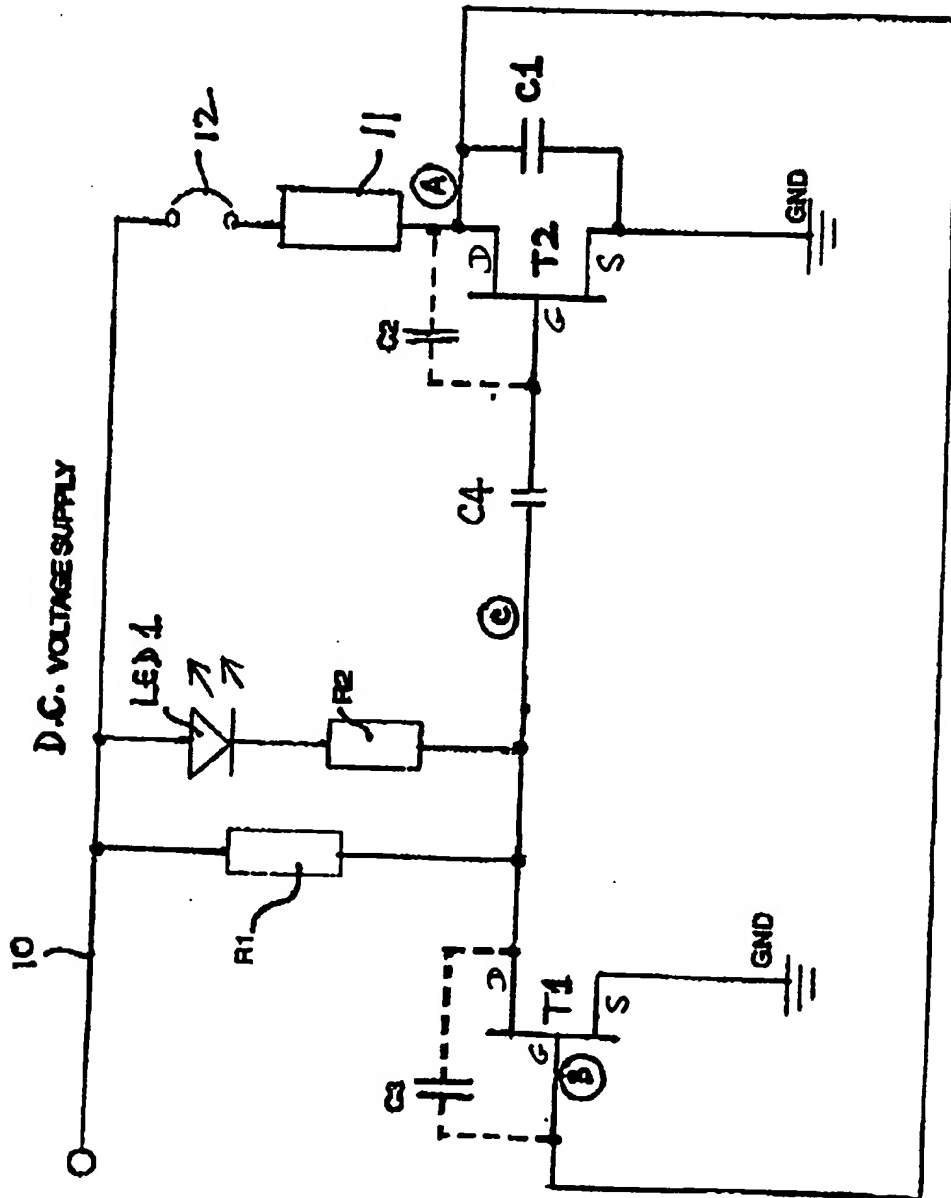 D.C. VOLTAGE SUPPLY
10
12
LED 1
11
R1
R2
A
C2
D
T2
G
S
C1
C4
C
C3
D
G
T1
S
B
GND
GND